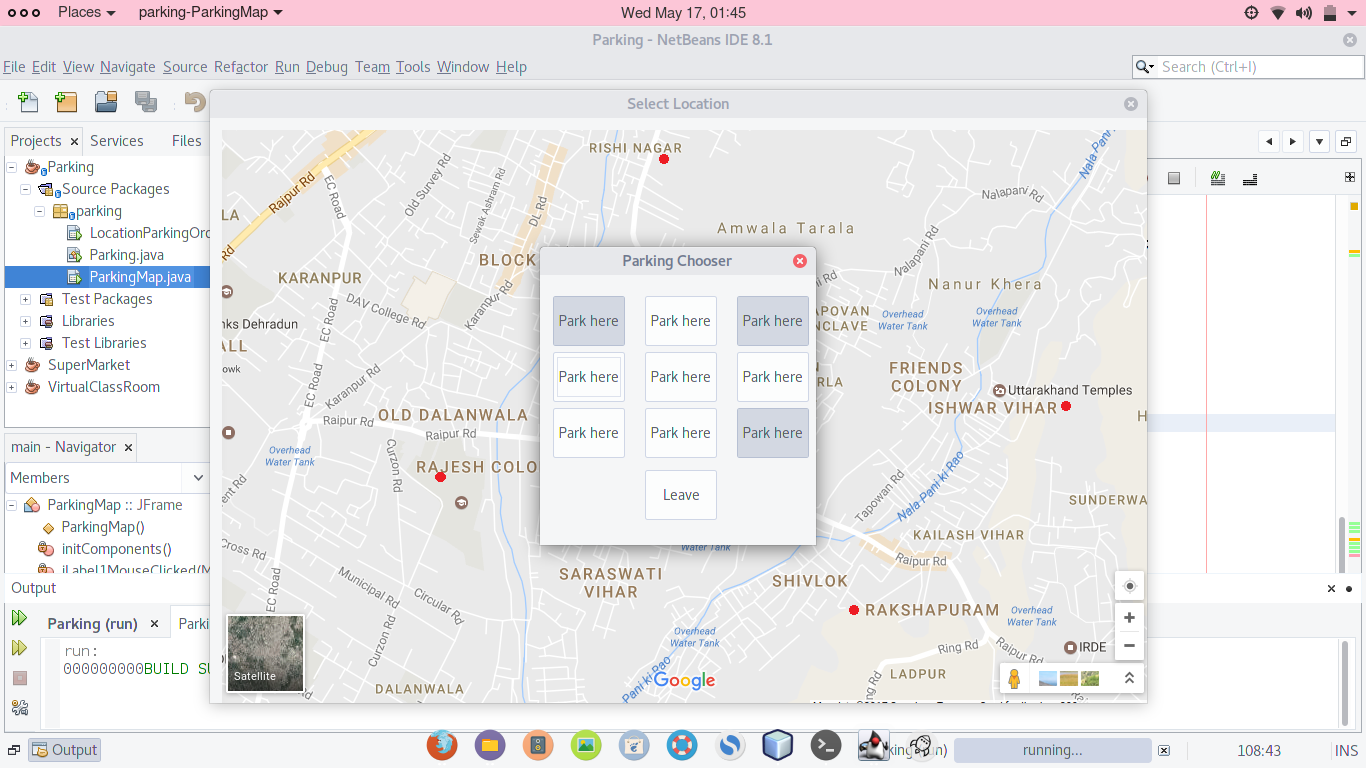 Places
parking-ParkingMap
Wed May 17, 01:45
Parking - NetBeans IDE 8.1
File Edit View Navigate Source Refactor Run Debug Team Tools Window Help
Search (Ctrl+I)
Select Location
Projects
Services
Files
Parking
Source Packages
parking
LocationParkingOrd
Parking.java
ParkingMap.java
Test Packages
Libraries
Test Libraries
SuperMarket
VirtualClassRoom
main - Navigator
Members
ParkingMap :: JFrame
ParkingMap()
initComponents()
jLabel1MouseClicked(M
Output
Parking (run)
Parki
run:
000000000BUILD SU
RISHI NAGAR
Rajpur Rd
EC Road
Old Survey Rd
Sewak Ashram Rd
DL Rd
Nala Pani
Nalapani Rd
Amwala Tarala
Nalapani Rd
BLOCK
KARANPUR
DAV College Rd
Karanpur Rd
Nanur Khera
Overhead
Water Tank
Overhead
Water Tank
APOVAN
NCLAVE
nks Dehradun
ALL
owk
EC Road
Karanpur Rd
RLA
FRIENDS
COLONY
Uttarakhand Temples
ISHWAR VIHAR
OLD DALANWALA
Raipur Rd
Raipur Rd
Overhead
Water Tank
Curzon Rd
RAJESH COLO
Tapowan Rd
Nala Pani ki Rao
SUNDERWA
ent Rd
Cross Rd
KAILASH VIHAR
Raipur Rd
Water Tank
SARASWATI
VIHAR
SHIVLOK
EC Road
Municipal Rd
Circular Rd
Curzon Rd
RAKSHAPURAM
Overhead
Water Tank
Overhead
Water Tank
Ring Rd
IRDE
LADPUR
DALANWALA
Pani ki Rao
Google
Satellite
Parking Chooser
Park here
Park here
Park here
Park here
Park here
Park here
Park here
Park here
Park here
Leave
Output
running...
108:43
INS